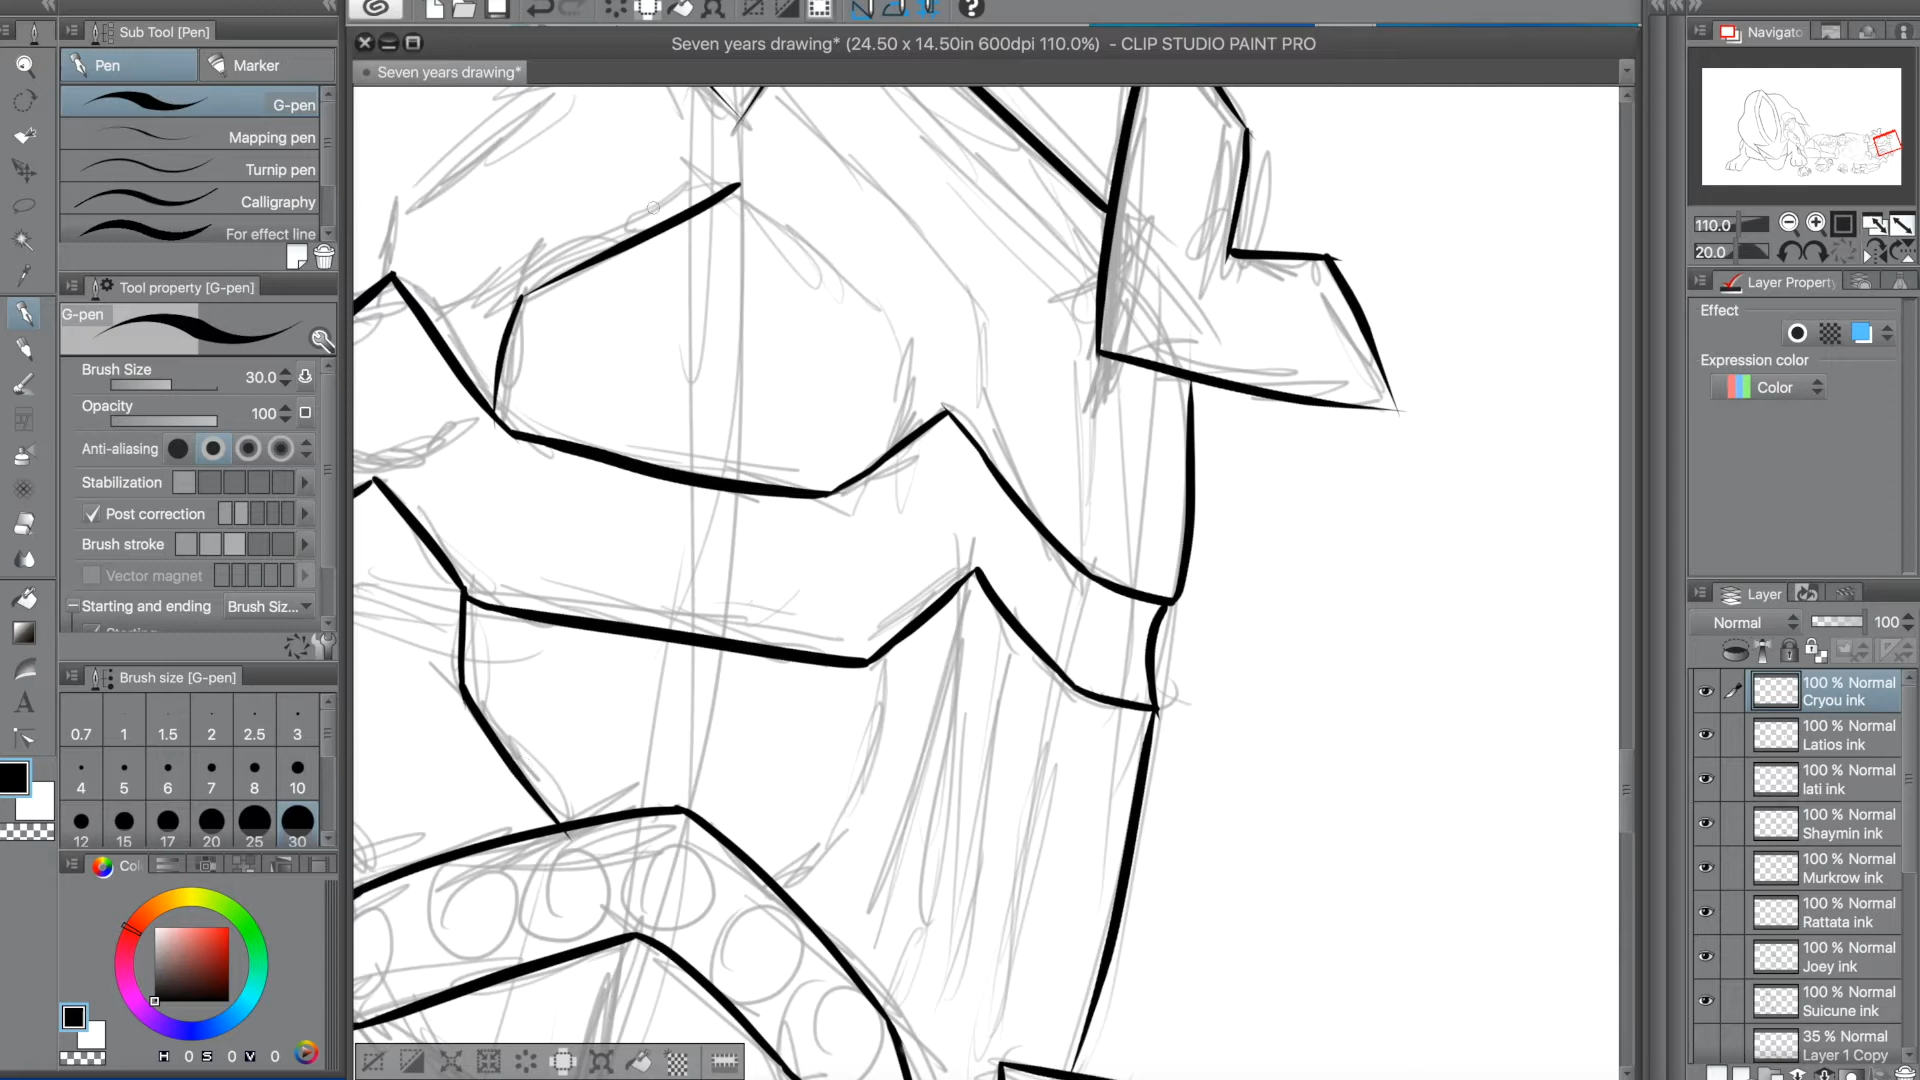 Sub Tool [Pen]
Pen
Marker
G-pen
Mapping pen
Turnip pen
Calligraphy
For effect line
Tool property [G-pen]
G-pen
Brush Size 30.0
Opacity 100
Anti-aliasing
Stabilization
Post correction
Brush stroke
Vector magnet
Starting and ending Brush Siz...
Brush size [G-pen]
0.7 1 1.5 2 2.5 3
4 5 6 7 8 10
12 15 17 20 25 30
Col
H 0 S 0 V 0
Seven years drawing* (24.50 x 14.50in 600dpi 110.0%) - CLIP STUDIO PAINT PRO
Seven years drawing*
Navigato
110.0
20.0
Layer Property
Effect
Expression color
Color
Layer
Normal 100
100 % Normal
Cryou ink
100 % Normal
Latios ink
100 % Normal
lati ink
100 % Normal
Shaymin ink
100 % Normal
Murkrow ink
100 % Normal
Rattata ink
100 % Normal
Joey ink
100 % Normal
Suicune ink
35 % Normal
Layer 1 Copy